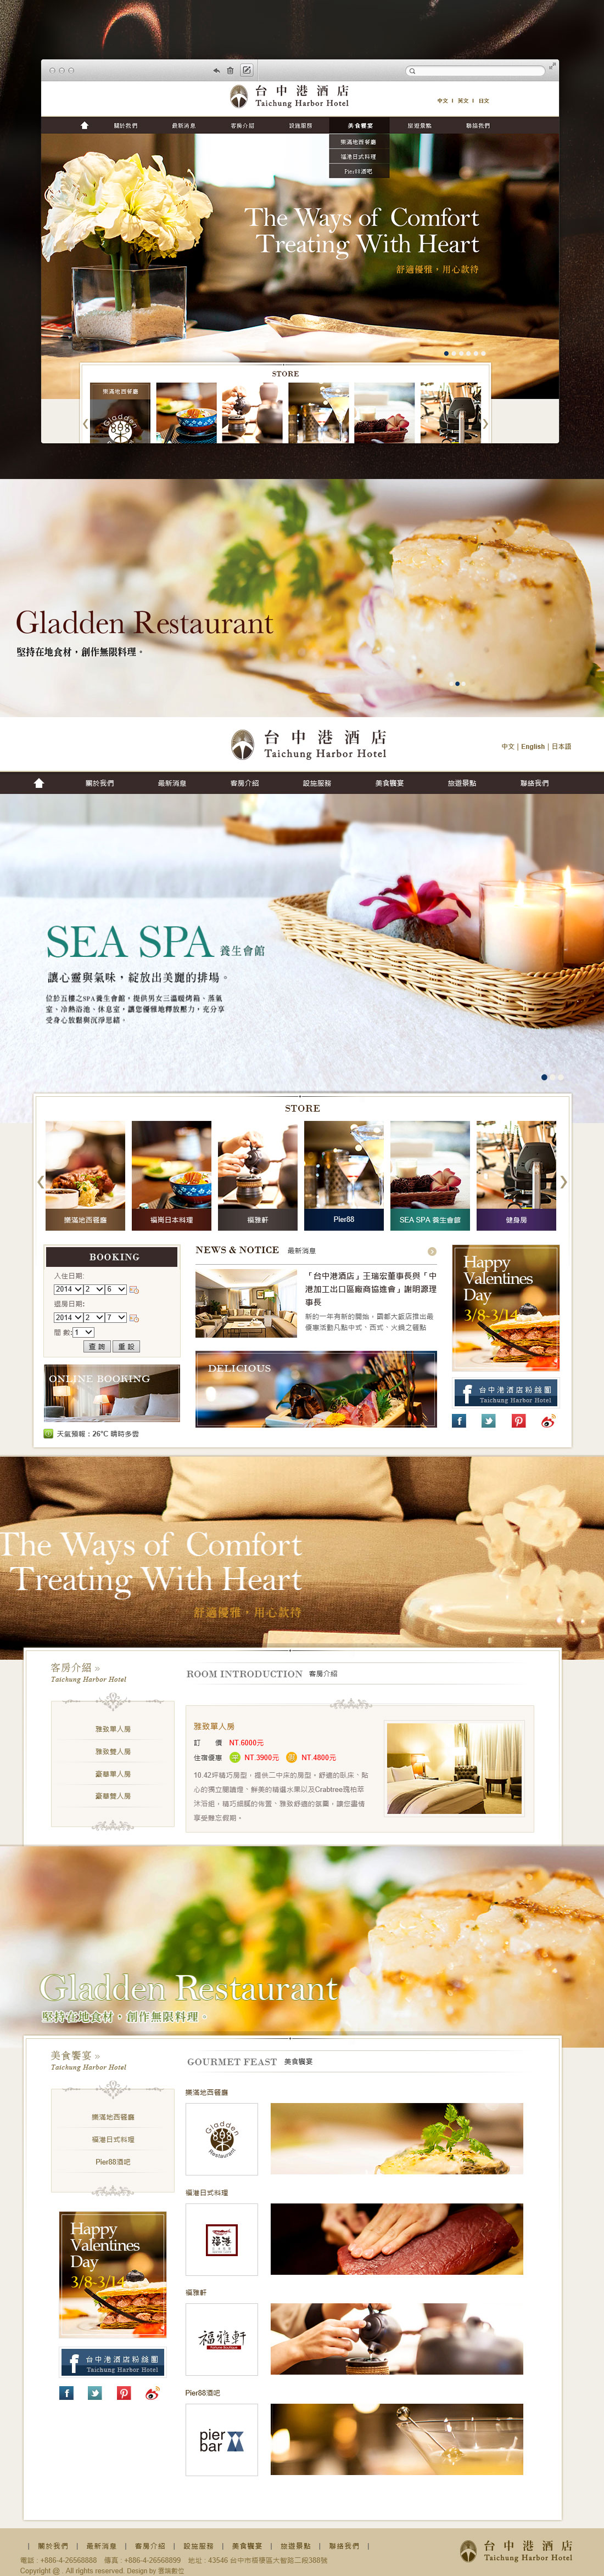 台中港酒店
Taichung Harbor Hotel
中文 | 英文 | 日文
關於我們 最新消息 客房介紹 設施服務 美食饗宴 旅遊景點 聯絡我們
樂滿地西餐廳
福港日式料理
Pier88酒吧
The Ways of Comfort
Treating With Heart
舒適優雅，用心款待
STORE
樂滿地西餐廳
Gladden
Gladden Restaurant
堅持在地食材，創作無限料理。
台中港酒店
Taichung Harbor Hotel
中文 | English | 日本語
關於我們 最新消息 客房介紹 設施服務 美食饗宴 旅遊景點 聯絡我們
SEA SPA 養生會館
讓心靈與氣味，綻放出美麗的排場。
位於五樓之SPA養生會館，提供男女三溫暖烤箱、蒸氣
室、冷熱浴池、休息室，讓您優雅地釋放壓力，充分享
受身心放鬆與沉淨思緒。
STORE
樂滿地西餐廳 福崗日本料理 福雅軒 Pier88 SEA SPA 養生會館 健身房
BOOKING
入住日期:
2014 2 6
退房日期:
2014 2 7
間數: 1
查詢 重設
ONLINE BOOKING
天氣預報：26°C 晴時多雲
NEWS & NOTICE 最新消息
「台中港酒店」王瑞宏董事長與「中
港加工出口區廠商協進會」謝明源理
事長
新的一年有新的開始，霸都大飯店推出最
優惠活動凡點中式、西式、火鍋之餐點
DELICIOUS
Happy
Valentines
Day
3/8-3/14
台中港酒店粉絲團
Taichung Harbor Hotel
The Ways of Comfort
Treating With Heart
舒適優雅，用心款待
客房介紹 »
Taichung Harbor Hotel
雅致單人房
雅致雙人房
豪華單人房
豪華雙人房
ROOM INTRODUCTION 客房介紹
雅致單人房
訂 價 NT.6000元
住宿優惠 NT.3900元 NT.4800元
10.42坪精巧房型，提供二中床的房型。舒適的臥床、貼
心的獨立閱讀燈、鮮美的精選水果以及Crabtree瑰柏萃
沐浴組，精巧細膩的佈置、雅致舒適的氛圍，讓您盡情
享受難忘假期。
Gladden Restaurant
堅持在地食材，創作無限料理。
美食饗宴 »
Taichung Harbor Hotel
樂滿地西餐廳
福港日式料理
Pier88酒吧
Happy
Valentines
Day
3/8-3/14
台中港酒店粉絲團
Taichung Harbor Hotel
GOURMET FEAST 美食饗宴
樂滿地西餐廳
Gladden
Restaurant
福港日式料理
福港
福雅軒
福雅軒
Pier88酒吧
pier
bar
| 關於我們 | 最新消息 | 客房介紹 | 設施服務 | 美食饗宴 | 旅遊景點 | 聯絡我們 |
電話：+886-4-26568888 傳真：+886-4-26568899 地址：43546 台中市梧棲區大智路二段388號
Copyright @ . All rights reserved. Design by 意瑞數位
台中港酒店
Taichung Harbor Hotel